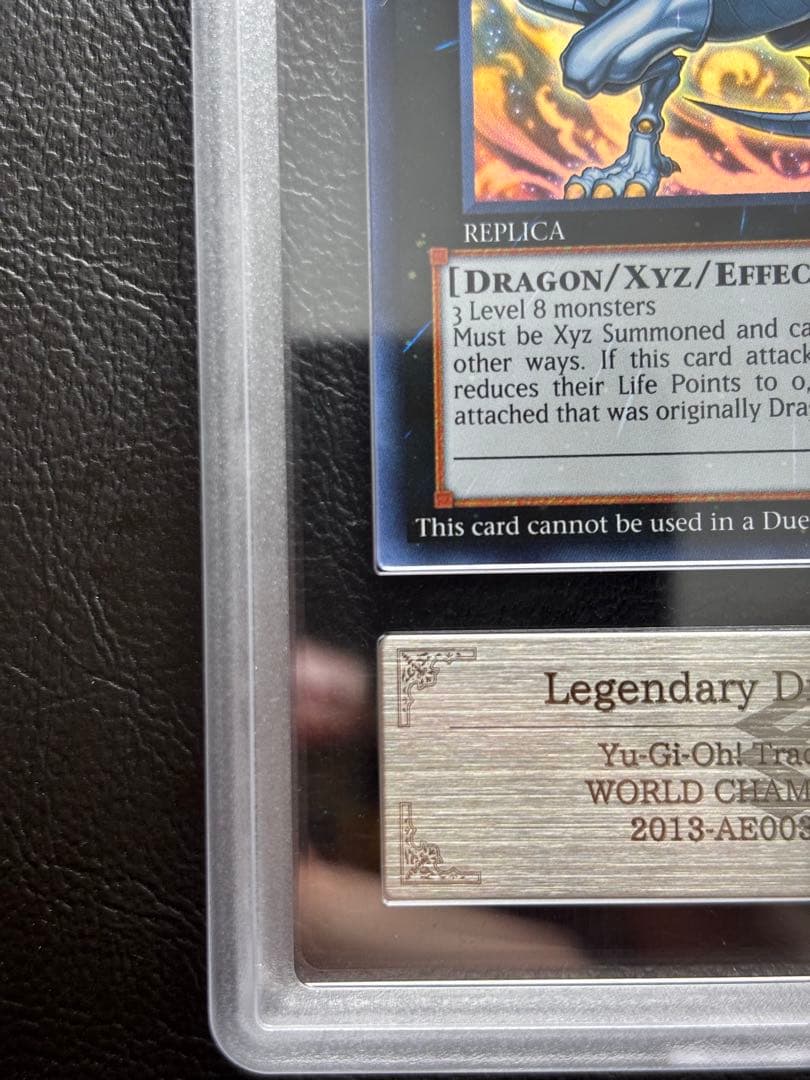 REPLICA
[DRAGON/XYZ/EFFEC
3 Level 8 monsters
Must be Xyz Summoned and ca
other ways. If this card attack
reduces their Life Points to 0,
attached that was originally Dra
This card cannot be used in a Due
Legendary D
Yu-Gi-Oh! Trad
WORLD CHAM
2013-AE003